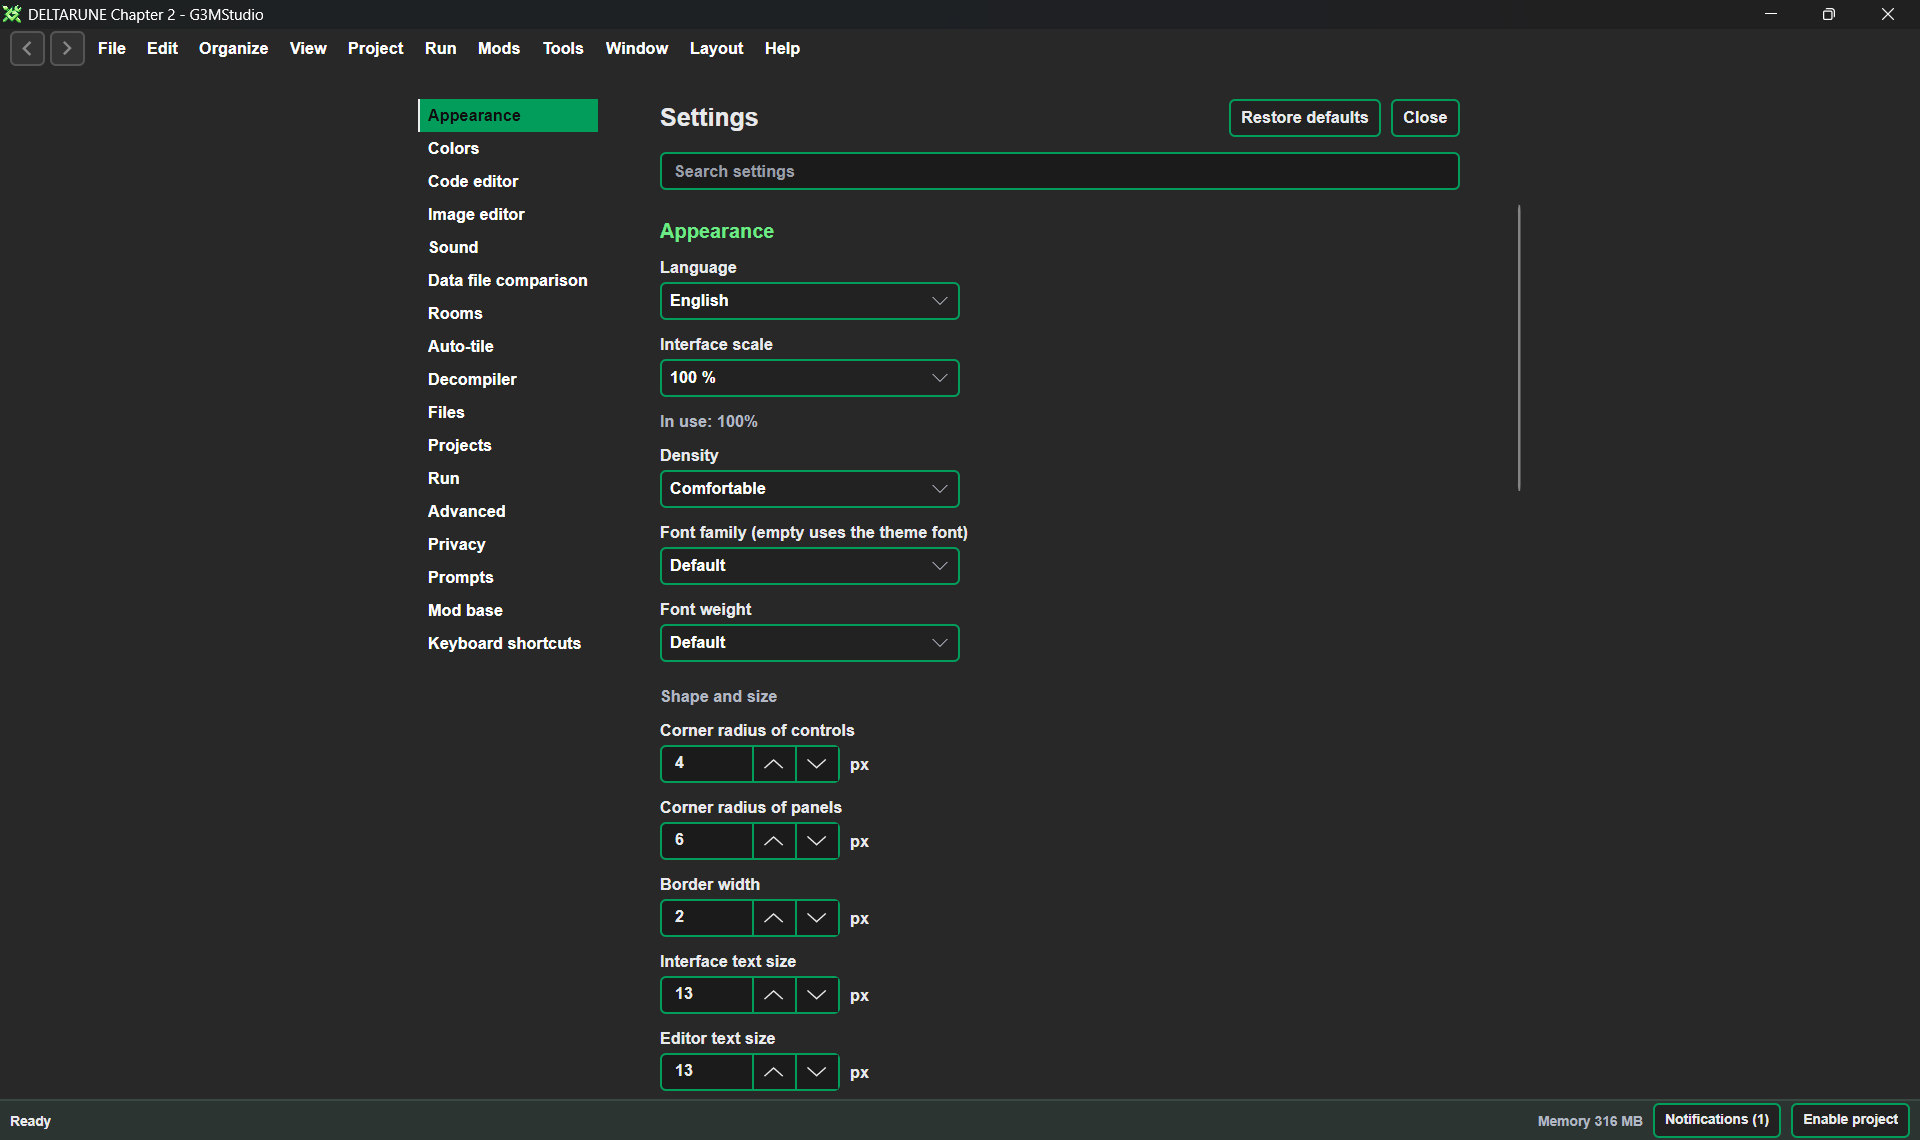 DELTARUNE Chapter 2 - G3MStudio
File Edit Organize View Project Run Mods Tools Window Layout Help
Appearance
Colors
Code editor
Image editor
Sound
Data file comparison
Rooms
Auto-tile
Decompiler
Files
Projects
Run
Advanced
Privacy
Prompts
Mod base
Keyboard shortcuts
Settings
Restore defaults
Close
Search settings
Appearance
Language
English
Interface scale
100 %
In use: 100%
Density
Comfortable
Font family (empty uses the theme font)
Default
Font weight
Default
Shape and size
Corner radius of controls
4 px
Corner radius of panels
6 px
Border width
2 px
Interface text size
13 px
Editor text size
13 px
Ready
Memory 316 MB
Notifications (1)
Enable project